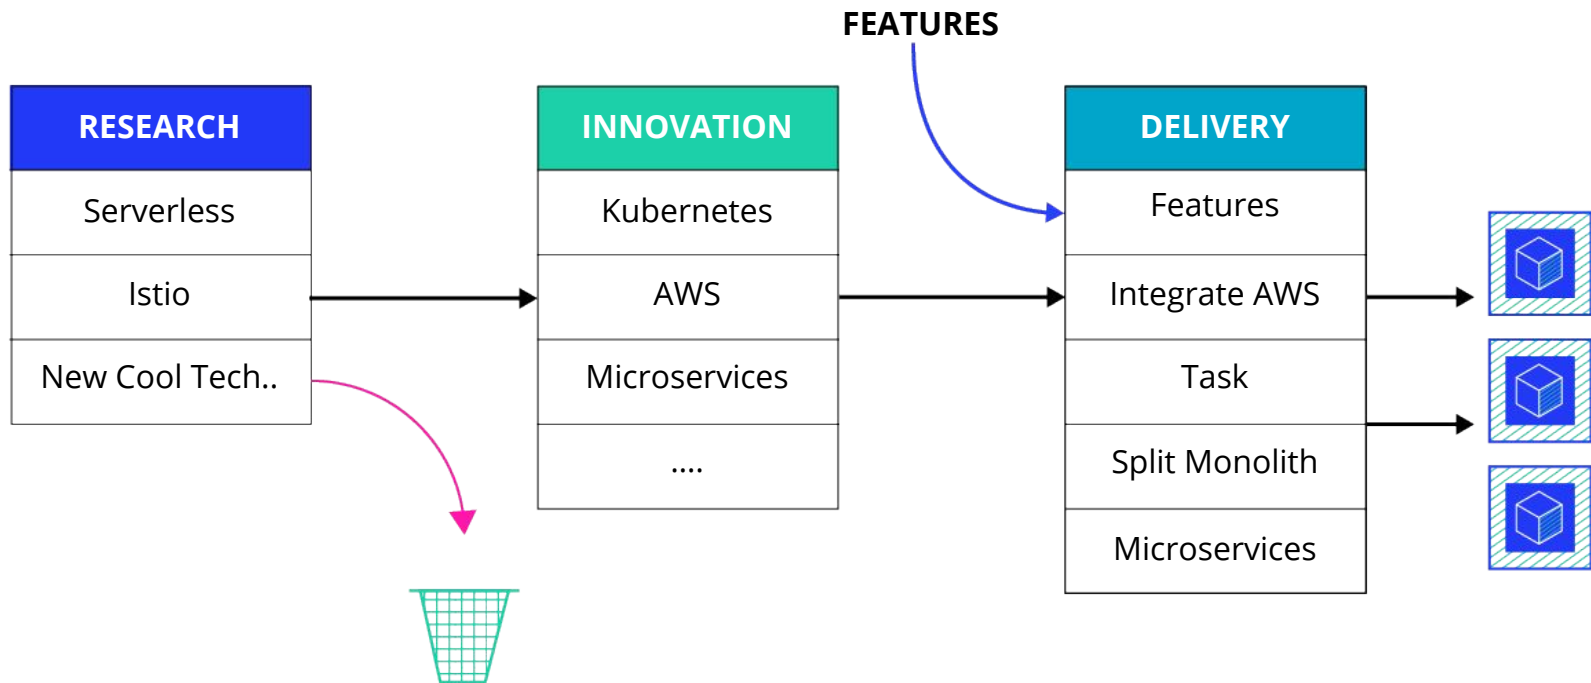 FEATURES
RESEARCH
Serverless
Istio
New Cool Tech..
INNOVATION
Kubernetes
AWS
Microservices
....
DELIVERY
Features
Integrate AWS
Task
Split Monolith
Microservices